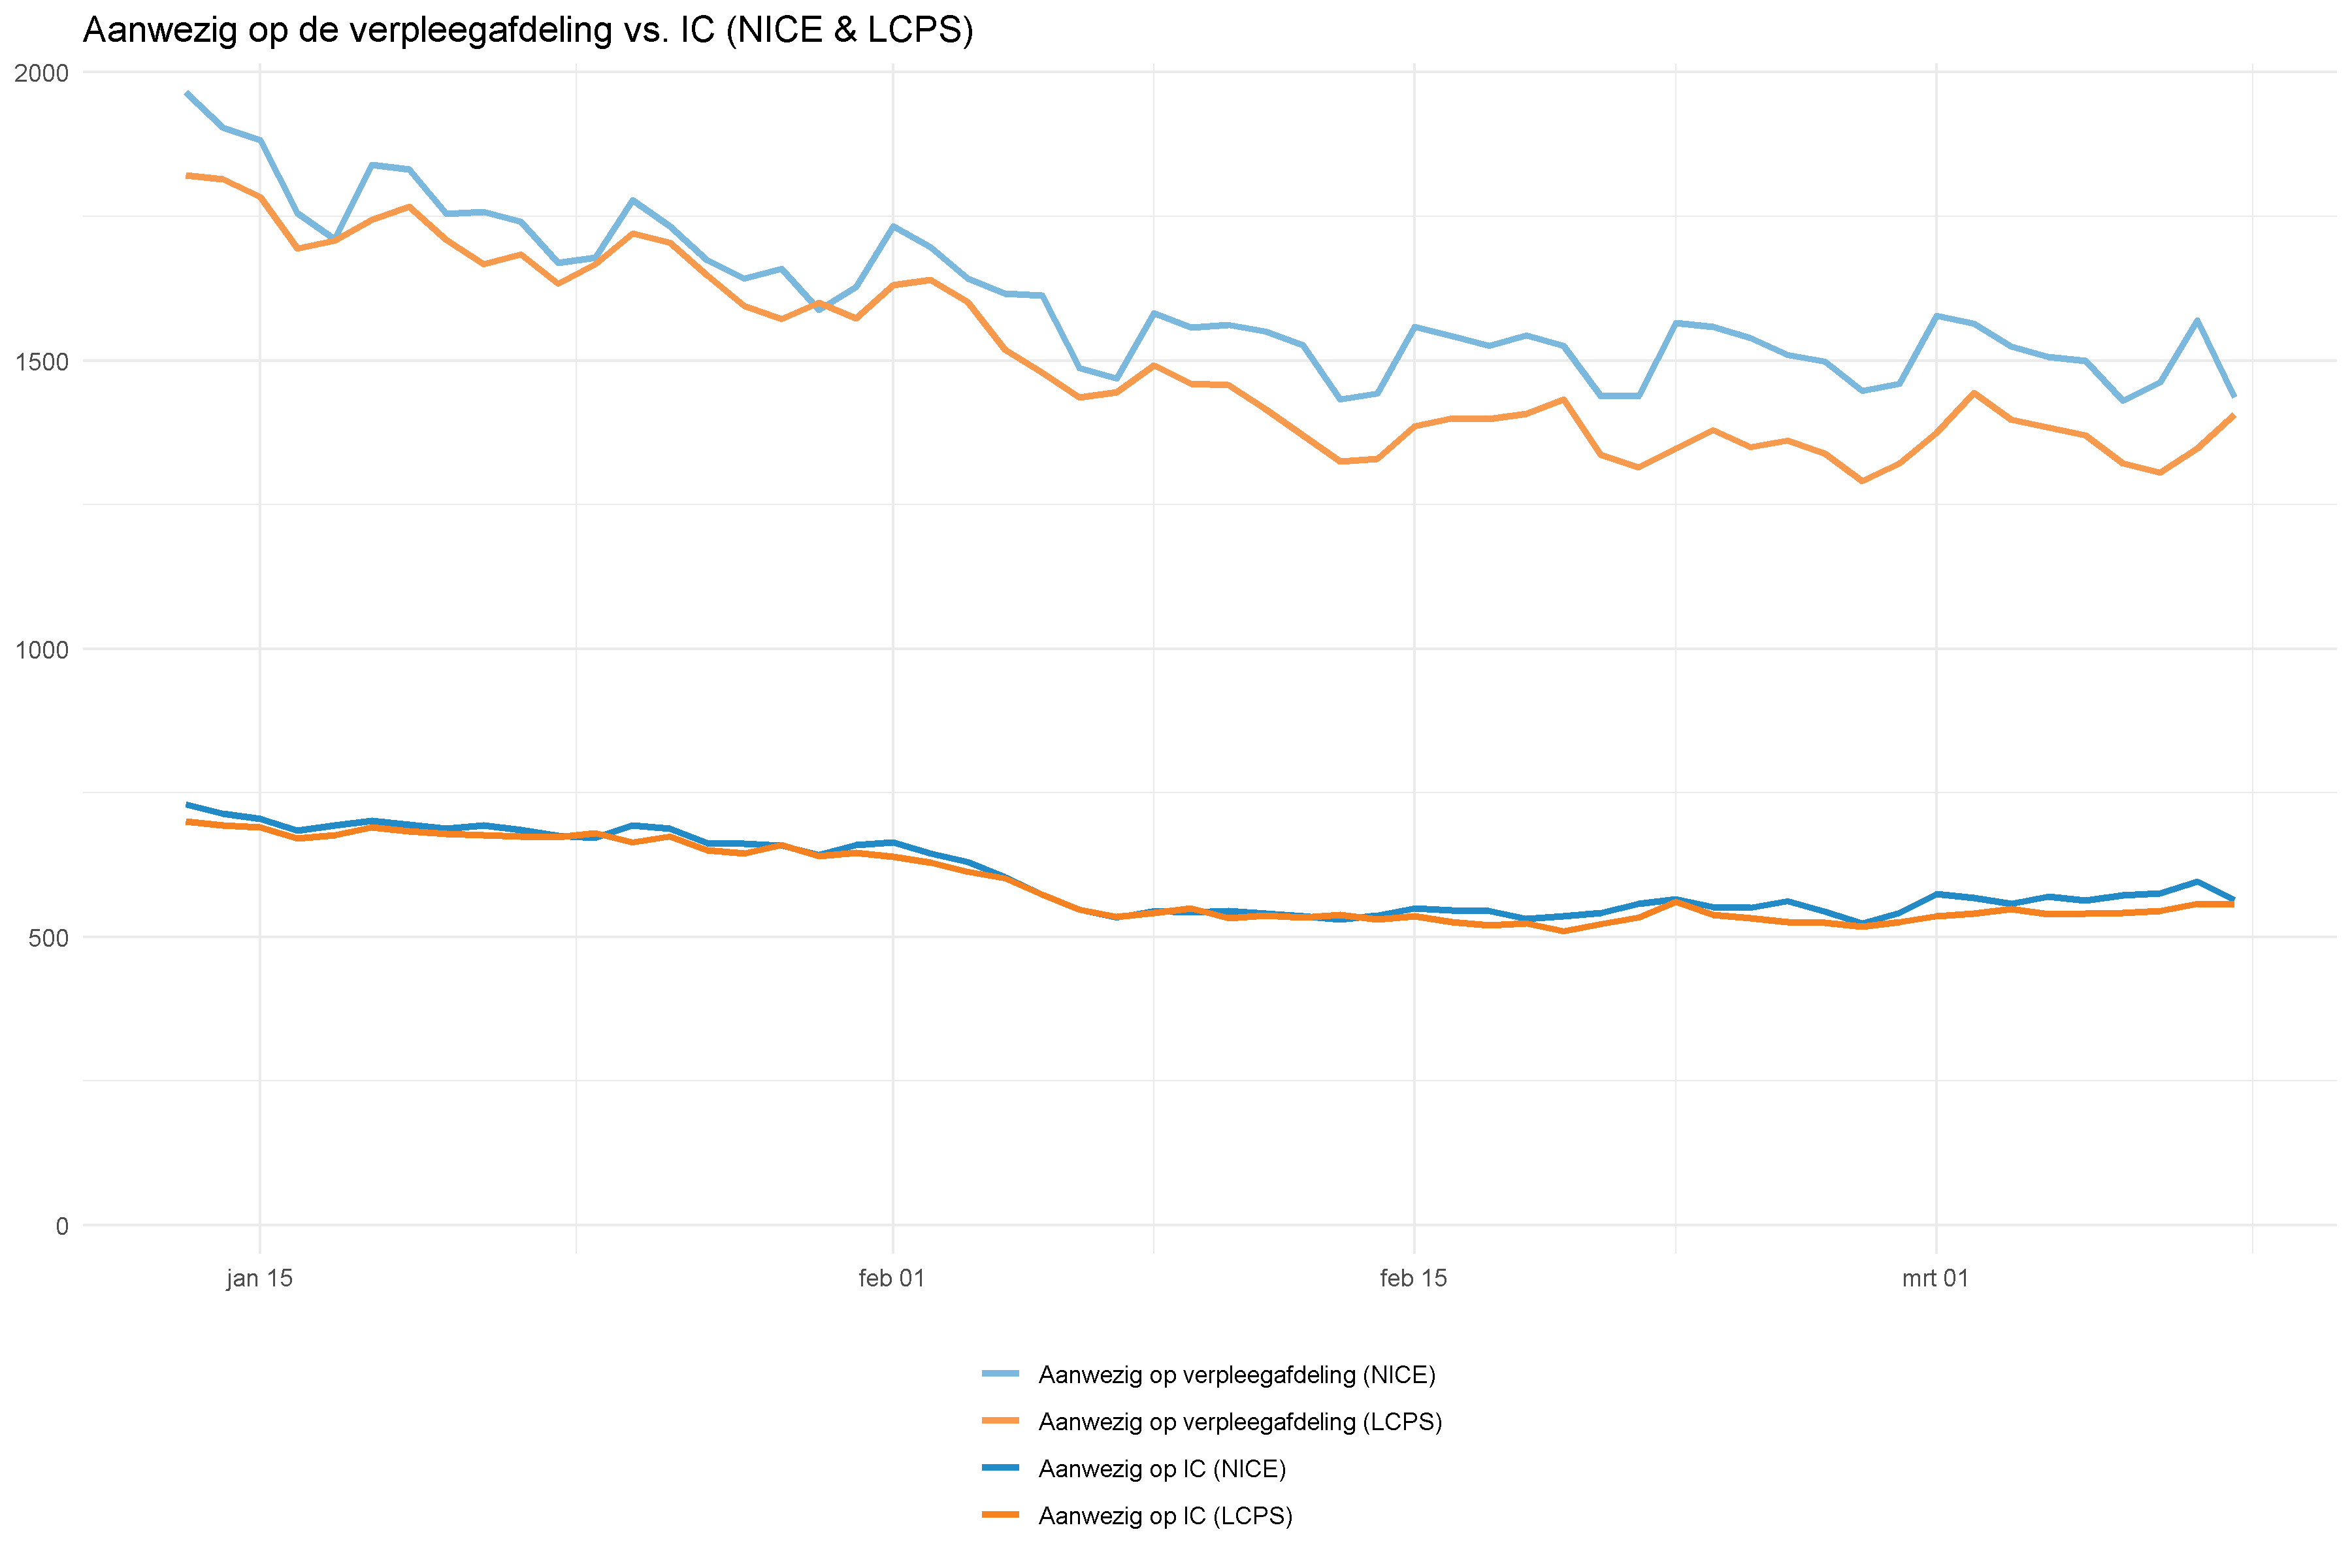 Aanwezig op de verpleegafdeling vs. IC (NICE & LCPS)
2000
1500
1000
500
0
jan 15 feb 01 feb 15 mrt 01
Aanwezig op verpleegafdeling (NICE)
Aanwezig op verpleegafdeling (LCPS)
Aanwezig op IC (NICE)
Aanwezig op IC (LCPS)